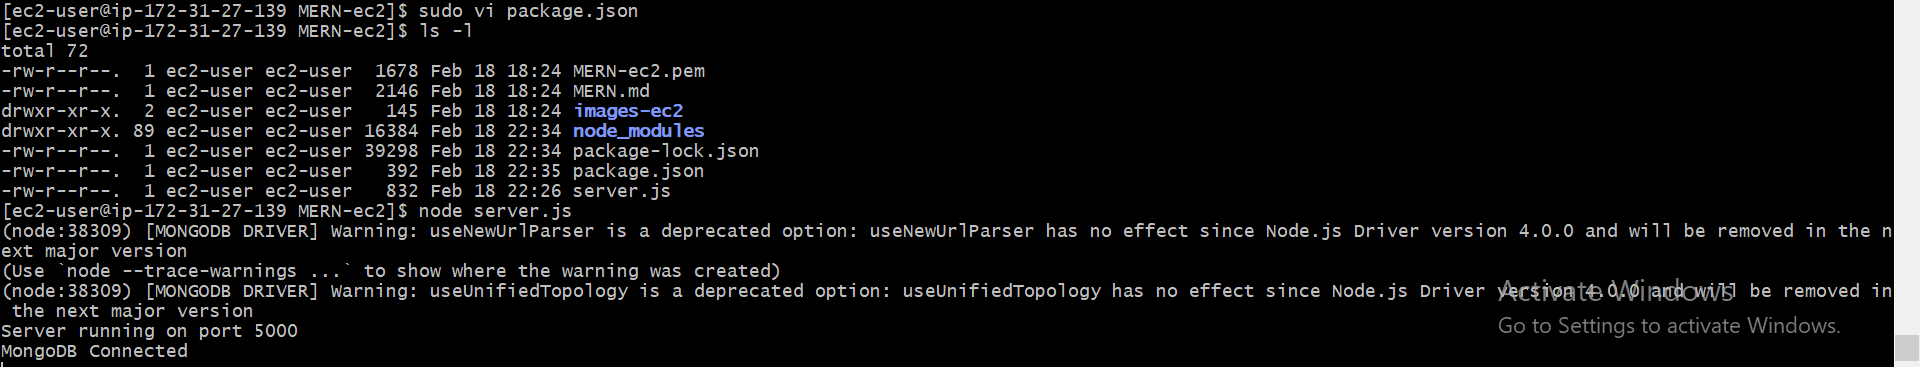 [ec2-user@ip-172-31-27-139 MERN-ec2]$ sudo vi package.json
[ec2-user@ip-172-31-27-139 MERN-ec2]$ ls -l
total 72
-rw-r--r--.  1 ec2-user ec2-user  1678 Feb 18 18:24 MERN-ec2.pem
-rw-r--r--.  1 ec2-user ec2-user  2146 Feb 18 18:24 MERN.md
drwxr-xr-x.  2 ec2-user ec2-user   145 Feb 18 18:24 images-ec2
drwxr-xr-x. 89 ec2-user ec2-user 16384 Feb 18 22:34 node_modules
-rw-r--r--.  1 ec2-user ec2-user 39298 Feb 18 22:34 package-lock.json
-rw-r--r--.  1 ec2-user ec2-user   392 Feb 18 22:35 package.json
-rw-r--r--.  1 ec2-user ec2-user   832 Feb 18 22:26 server.js
[ec2-user@ip-172-31-27-139 MERN-ec2]$ node server.js
(node:38309) [MONGODB DRIVER] Warning: useNewUrlParser is a deprecated option: useNewUrlParser has no effect since Node.js Driver version 4.0.0 and will be removed in the n
ext major version
(Use `node --trace-warnings ...` to show where the warning was created)
(node:38309) [MONGODB DRIVER] Warning: useUnifiedTopology is a deprecated option: useUnifiedTopology has no effect since Node.js Driver version 4.0.0 and will be removed in
 the next major version
Server running on port 5000
MongoDB Connected
Activate Windows
Go to Settings to activate Windows.